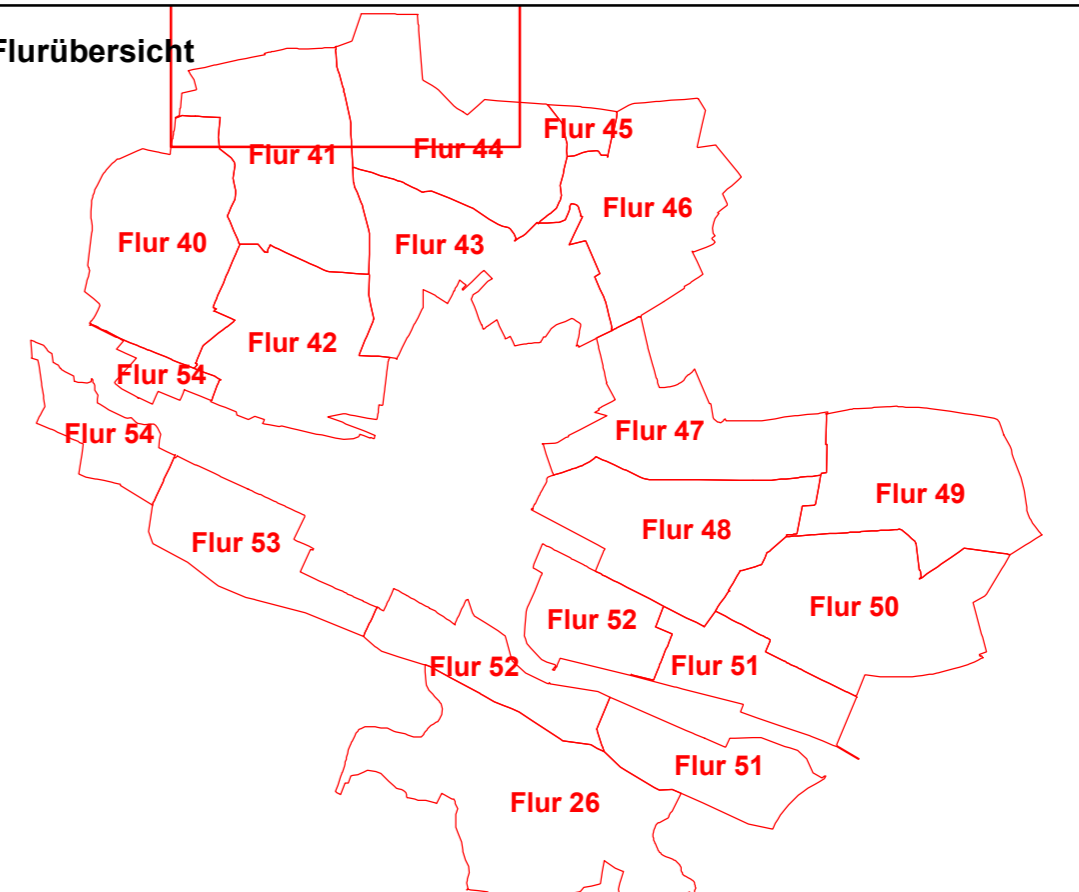 Flurübersicht
Flur 45
Flur 41
Flur 44
Flur 46
Flur 40
Flur 43
Flur 42
Flur 54
Flur 54
Flur 47
Flur 49
Flur 48
Flur 53
Flur 50
Flur 52
Flur 52
Flur 51
Flur 51
Flur 26